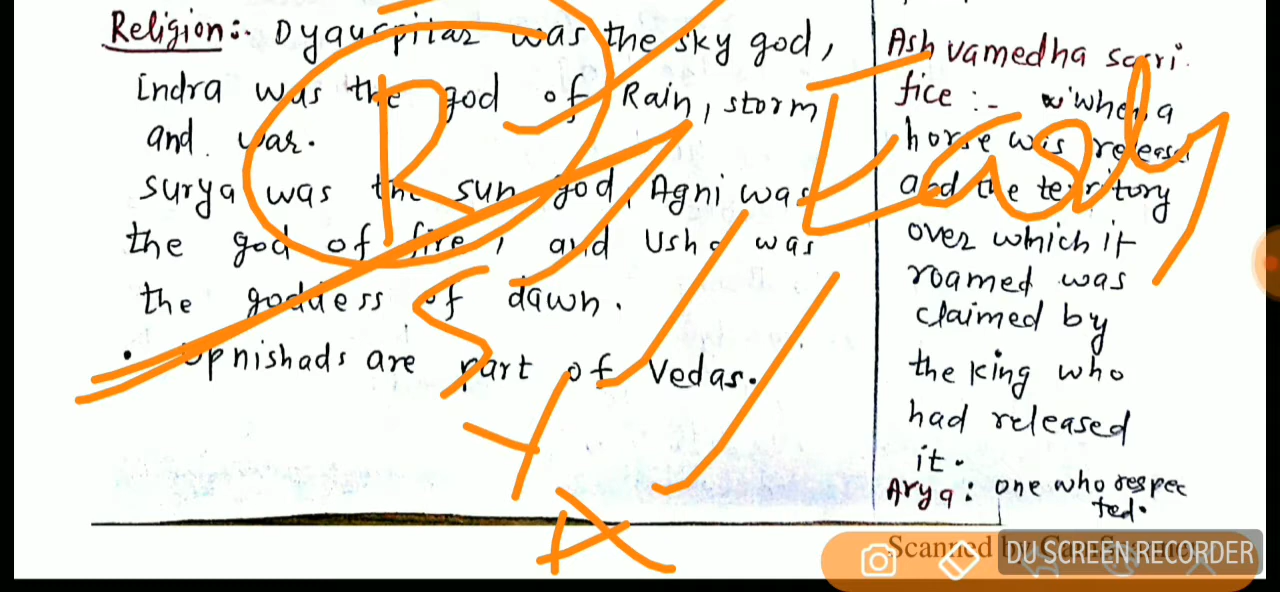 Religion:- Dyauspitar was the sky god,
Indra was the god of Rain, storm
and war.
surya was the sun god, Agni was
the god of fire, and Usha was
the goddess of dawn.
• Upnishads are part of Vedas.
Ashvamedha sacri
fice :- when a
horse was released
and the territory
over which it
roamed was
claimed by
the king who
had released
it.
Arya: one who respec
ted.
R
Easly
Scanned by
DU SCREEN RECORDER